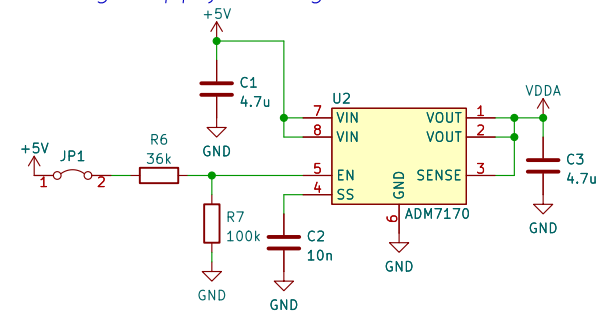 +5V
C1
4.7u
GND
U2
7 VIN VOUT 1
8 VIN VOUT 2
5 EN SENSE 3
4 SS
GND
6
ADM7170
VDDA
C3
4.7u
GND
+5V
JP1
1 2
R6
36k
R7
100k
GND
C2
10n
GND
GND